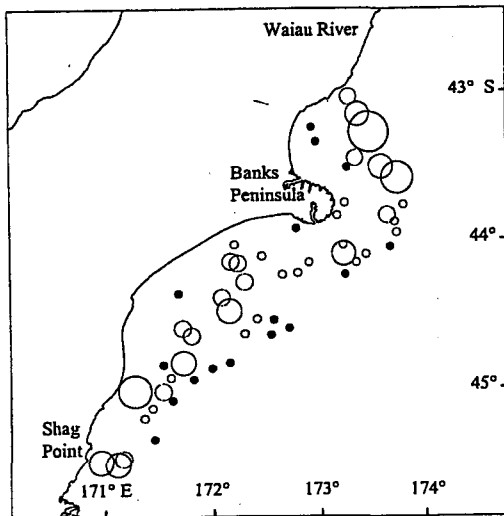 Waiau River
43° S
Banks
Peninsula
44°
45°
Shag
Point
171° E
172°
173°
174°